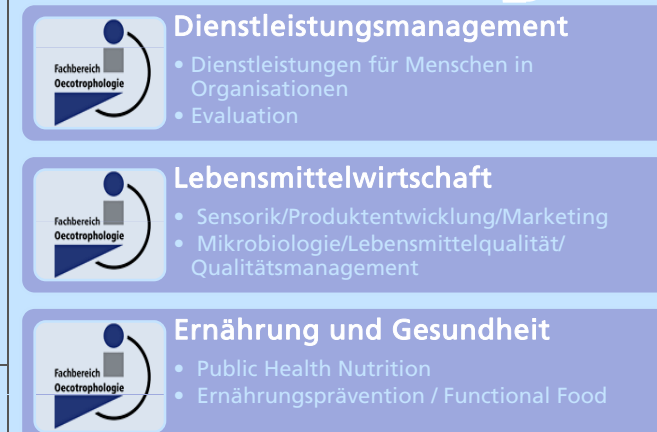 Dienstleistungsmanagement
Fachbereich
Oecotrophologie
• Dienstleistungen für Menschen in
Organisationen
• Evaluation
Lebensmittelwirtschaft
Fachbereich
Oecotrophologie
• Sensorik/Produktentwicklung/Marketing
• Mikrobiologie/Lebensmittelqualität/
Qualitätsmanagement
Ernährung und Gesundheit
Fachbereich
Oecotrophologie
• Public Health Nutrition
• Ernährungsprävention / Functional Food